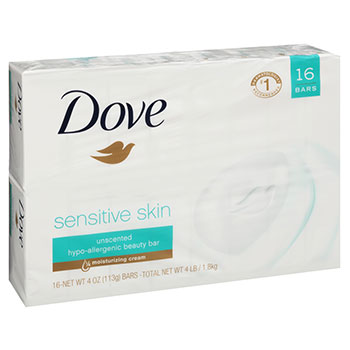 #1
16
BARS
Dove
sensitive skin
unscented
hypo-allergenic beauty bar
¼ moisturizing cream
16-NET WT 4 OZ (113g) BARS - TOTAL NET WT 4 LB / 1.8kg